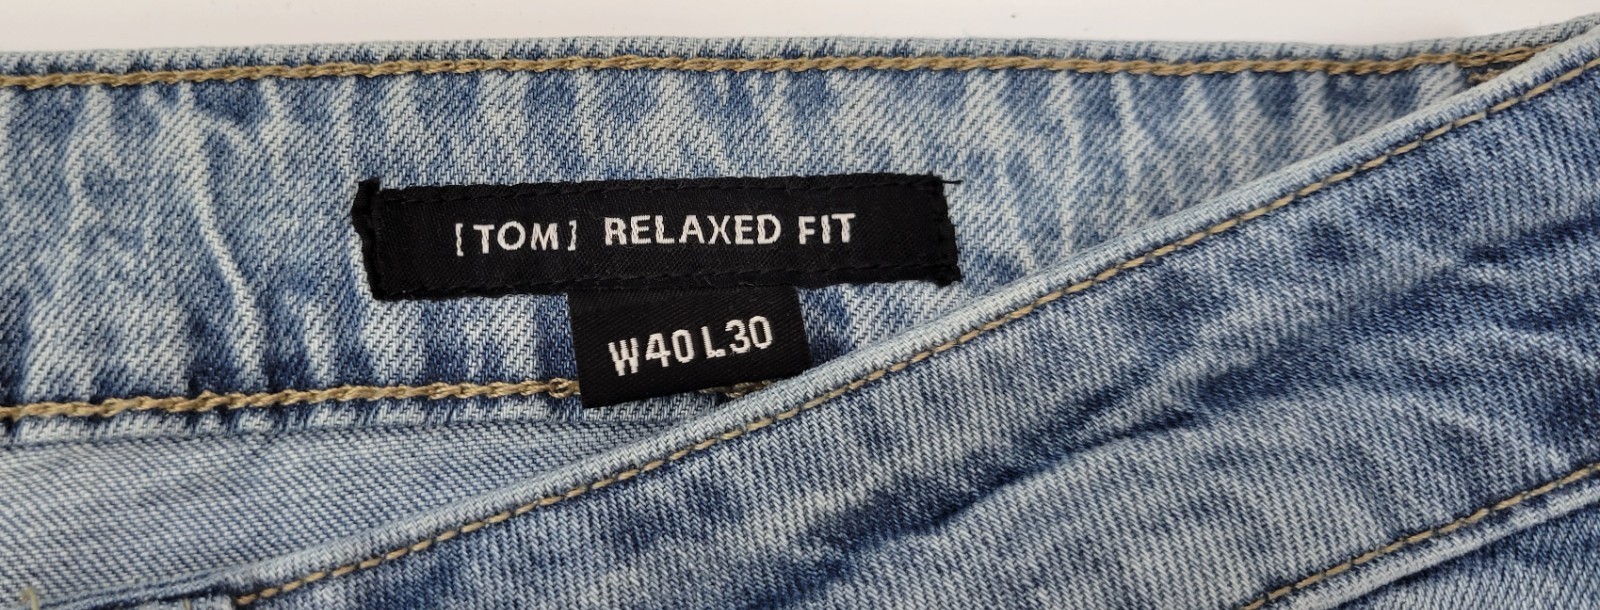 [TOM] RELAXED FIT
W40 L30